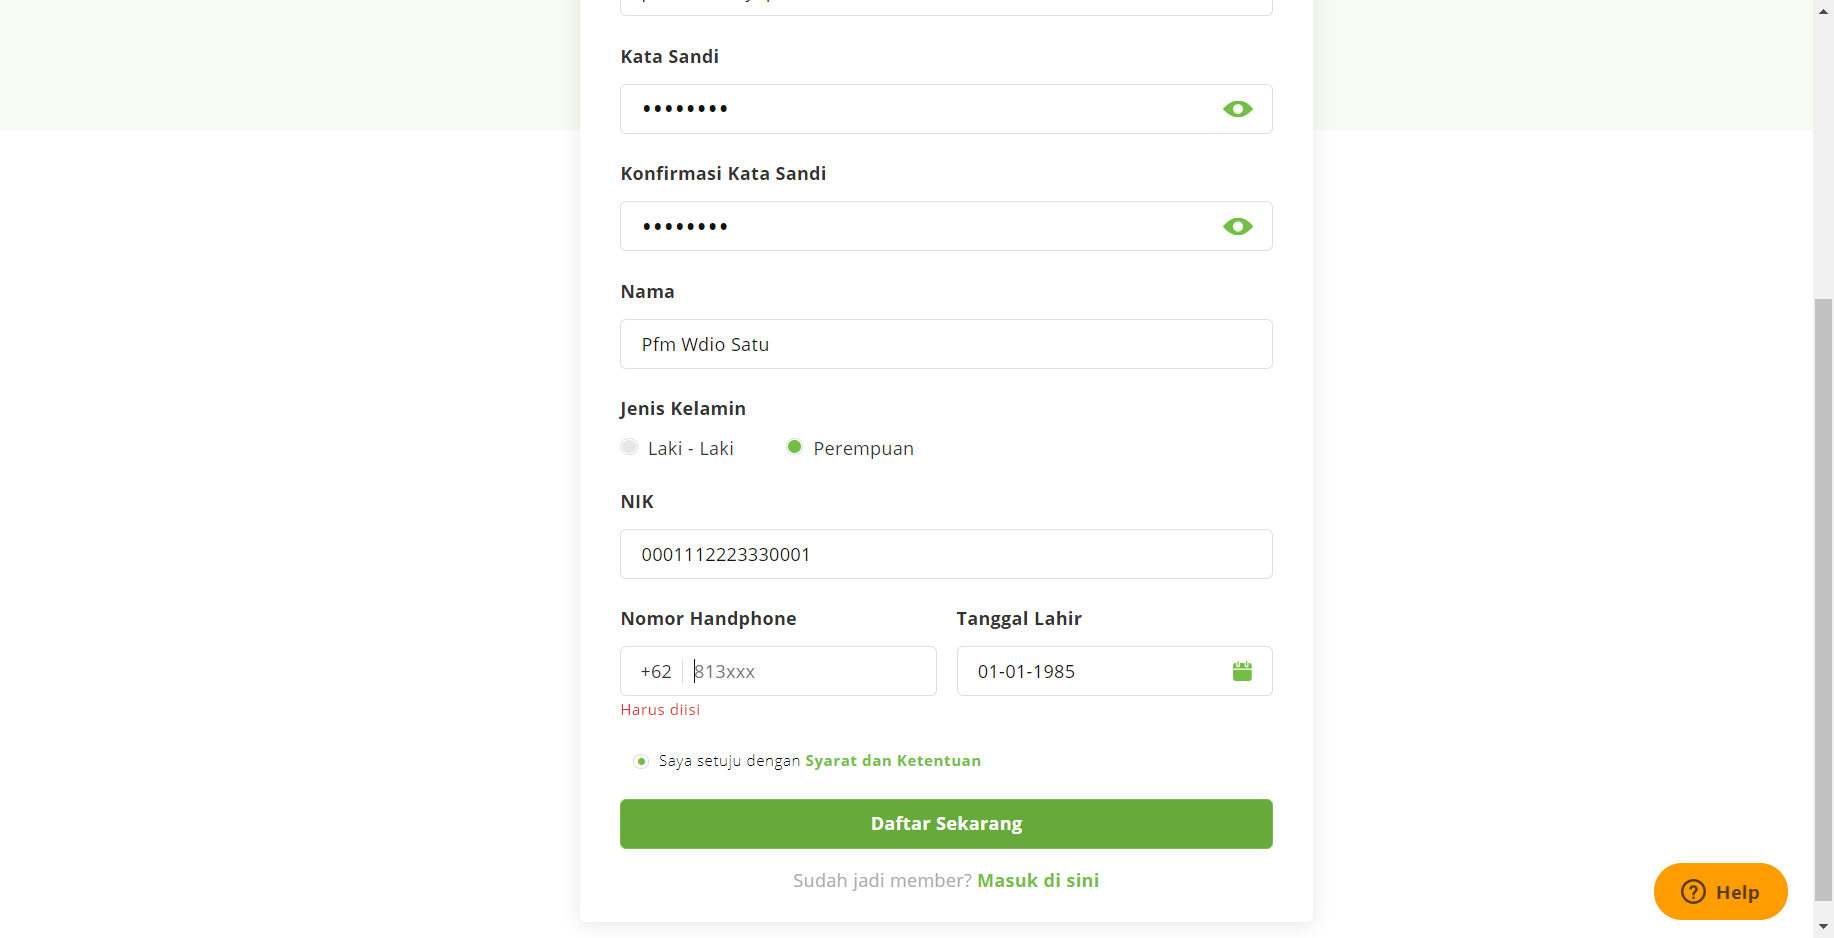 Kata Sandi
••••••••
Konfirmasi Kata Sandi
••••••••
Nama
Pfm Wdio Satu
Jenis Kelamin
Laki - Laki Perempuan
NIK
0001112223330001
Nomor Handphone Tanggal Lahir
+62 813xxx 01-01-1985
Harus diisi
Saya setuju dengan Syarat dan Ketentuan
Daftar Sekarang
Sudah jadi member? Masuk di sini
Help